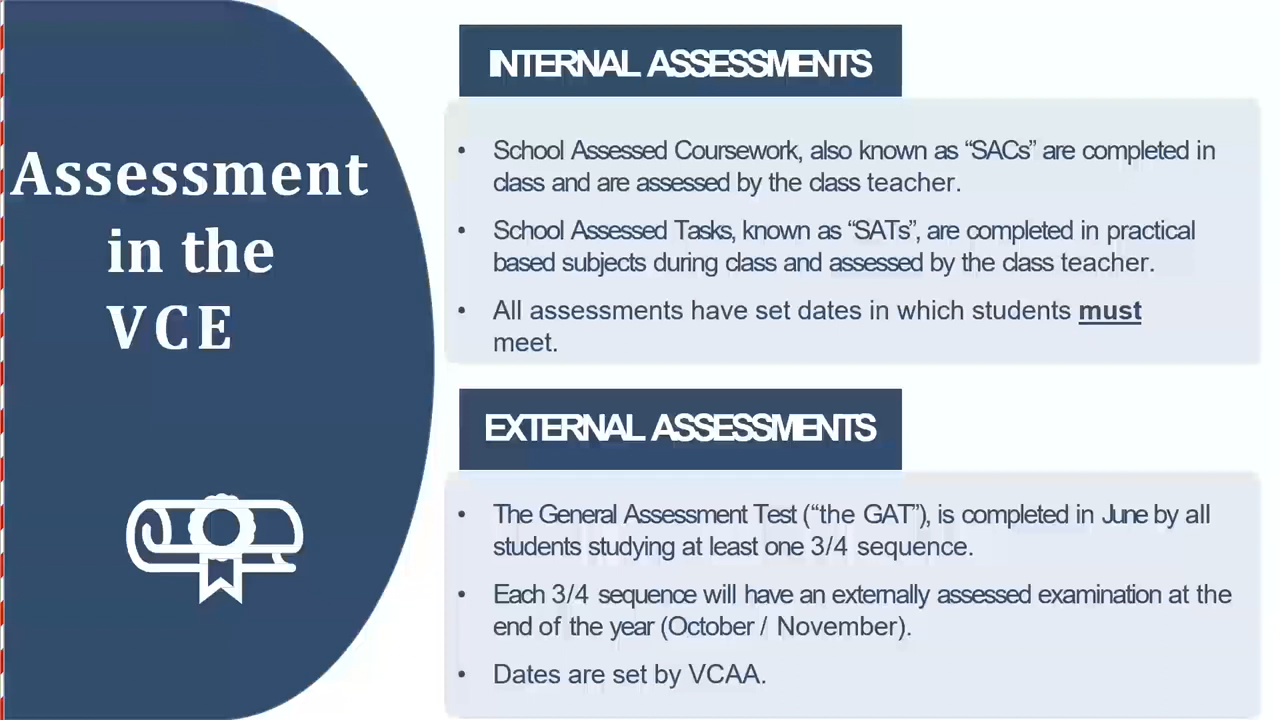 Assessment
in the
VCE
INTERNAL ASSESSMENTS
• School Assessed Coursework, also known as “SACs” are completed in
class and are assessed by the class teacher.
• School Assessed Tasks, known as “SATs”, are completed in practical
based subjects during class and assessed by the class teacher.
• All assessments have set dates in which students must
meet.
EXTERNAL ASSESSMENTS
• The General Assessment Test (“the GAT”), is completed in June by all
students studying at least one 3/4 sequence.
• Each 3/4 sequence will have an externally assessed examination at the
end of the year (October / November).
• Dates are set by VCAA.